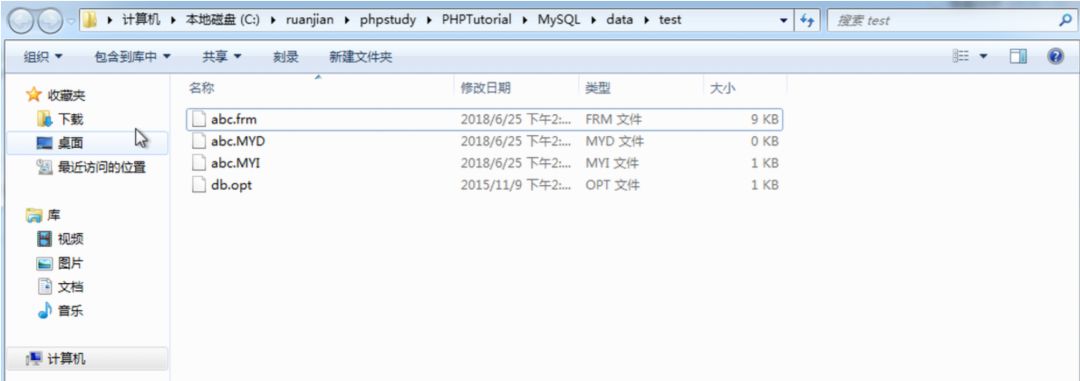 计算机 本地磁盘 (C:) ruanjian phpstudy PHPTutorial MySQL data test 搜索 test
组织 包含到库中 共享 刻录 新建文件夹
收藏夹
下载
桌面
最近访问的位置
库
视频
图片
文档
音乐
计算机
名称 修改日期 类型 大小
abc.frm 2018/6/25 下午2:... FRM 文件 9 KB
abc.MYD 2018/6/25 下午2:... MYD 文件 0 KB
abc.MYI 2018/6/25 下午2:... MYI 文件 1 KB
db.opt 2015/11/9 下午2:... OPT 文件 1 KB